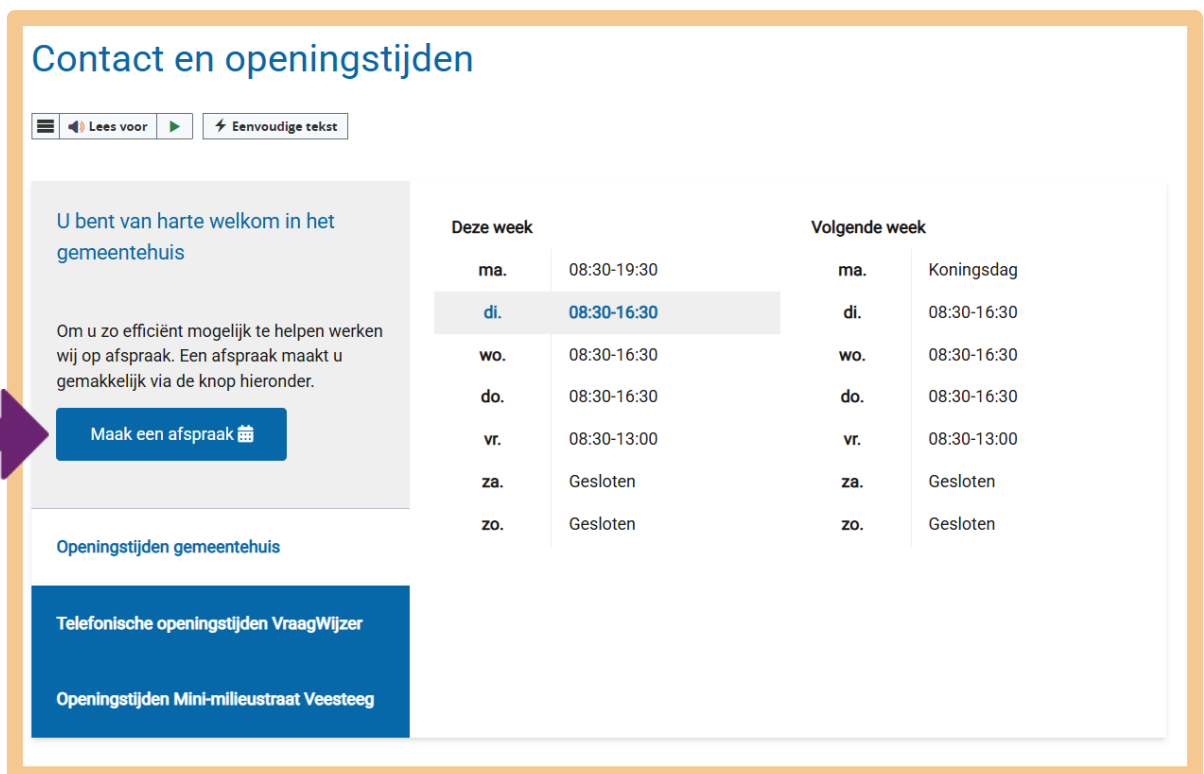 Contact en openingstijden
Lees voor
Eenvoudige tekst
U bent van harte welkom in het
gemeentehuis
Om u zo efficiënt mogelijk te helpen werken
wij op afspraak. Een afspraak maakt u
gemakkelijk via de knop hieronder.
Maak een afspraak
Openingstijden gemeentehuis
Telefonische openingstijden VraagWijzer
Openingstijden Mini-milieustraat Veesteeg
Deze week
ma. 08:30-19:30
di. 08:30-16:30
wo. 08:30-16:30
do. 08:30-16:30
vr. 08:30-13:00
za. Gesloten
zo. Gesloten
Volgende week
ma. Koningsdag
di. 08:30-16:30
wo. 08:30-16:30
do. 08:30-16:30
vr. 08:30-13:00
za. Gesloten
zo. Gesloten